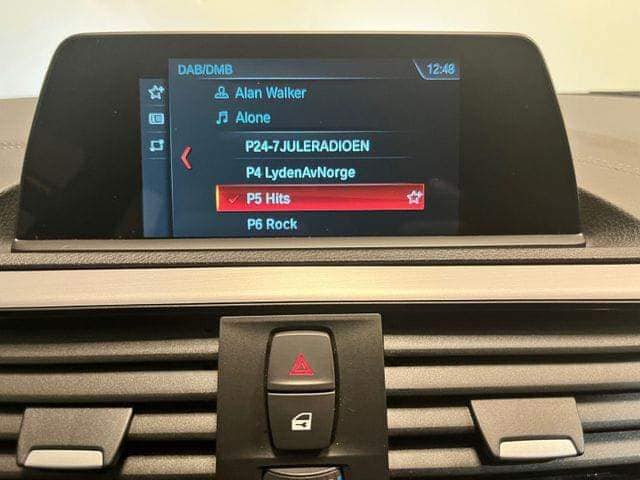 DAB/DMB
12:48
Alan Walker
Alone
P24-7JULERADIOEN
P4 LydenAvNorge
P5 Hits
P6 Rock